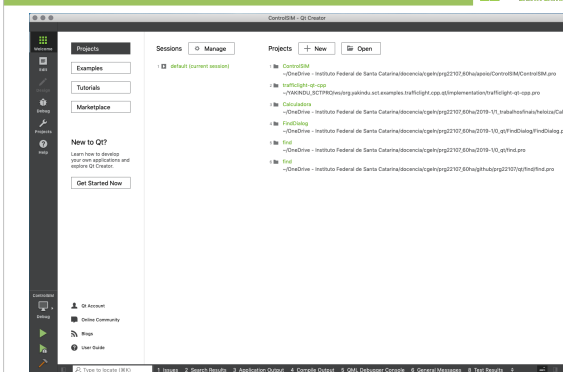 ControlSIM - Qt Creator
Welcome
Edit
Design
Debug
Projects
Help
ControlSIM
Debug
Projects
Examples
Tutorials
Marketplace
New to Qt?
Learn how to develop
your own applications and
explore Qt Creator.
Get Started Now
Qt Account
Online Community
Blogs
User Guide
Sessions
Manage
1 default (current session)
Projects
+ New
Open
1 ControlSIM
~/OneDrive - Instituto Federal de Santa Catarina/docencia/cgeln/prg22107_60ha/apoio/ControlSIM/ControlSIM.pro
2 trafficlight-qt-cpp
~/YAKINDU_SCTPRO/ws/org.yakindu.sct.examples.trafficlight.cpp.qt/implementation/trafficlight-qt-cpp.pro
3 Calculadora
~/OneDrive - Instituto Federal de Santa Catarina/docencia/cgeln/prg22107_60ha/2019-1/1_trabalhosfinais/heloiza/Cal
4 FindDialog
~/OneDrive - Instituto Federal de Santa Catarina/docencia/cgeln/prg22107_60ha/2019-1/0_qt/FindDialog/FindDialog.p
5 find
~/OneDrive - Instituto Federal de Santa Catarina/docencia/cgeln/prg22107_60ha/2019-1/0_qt/find.pro
6 find
~/OneDrive - Instituto Federal de Santa Catarina/docencia/cgeln/prg22107_60ha/github/prg22107/qt/find/find.pro
Type to locate (⌘K)
1 Issues 2 Search Results 3 Application Output 4 Compile Output 5 QML Debugger Console 6 General Messages 8 Test Results